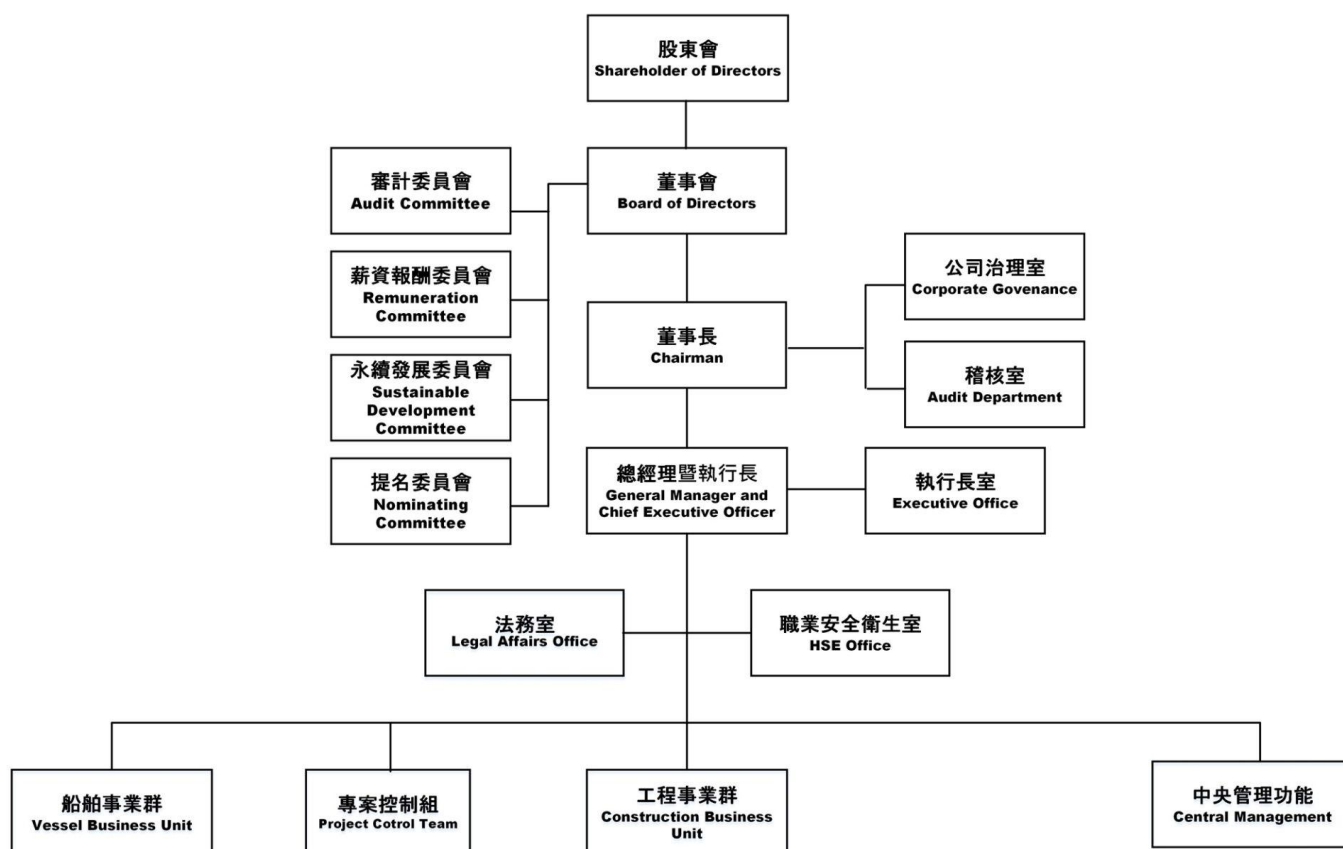 股東會
Shareholder of Directors
審計委員會
Audit Committee
董事會
Board of Directors
薪資報酬委員會
Remuneration
Committee
公司治理室
Corporate Govenance
董事長
Chairman
永續發展委員會
Sustainable
Development
Committee
稽核室
Audit Department
提名委員會
Nominating
Committee
總經理暨執行長
General Manager and
Chief Executive Officer
執行長室
Executive Office
法務室
Legal Affairs Office
職業安全衛生室
HSE Office
船舶事業群
Vessel Business Unit
專案控制組
Project Cotrol Team
工程事業群
Construction Business
Unit
中央管理功能
Central Management